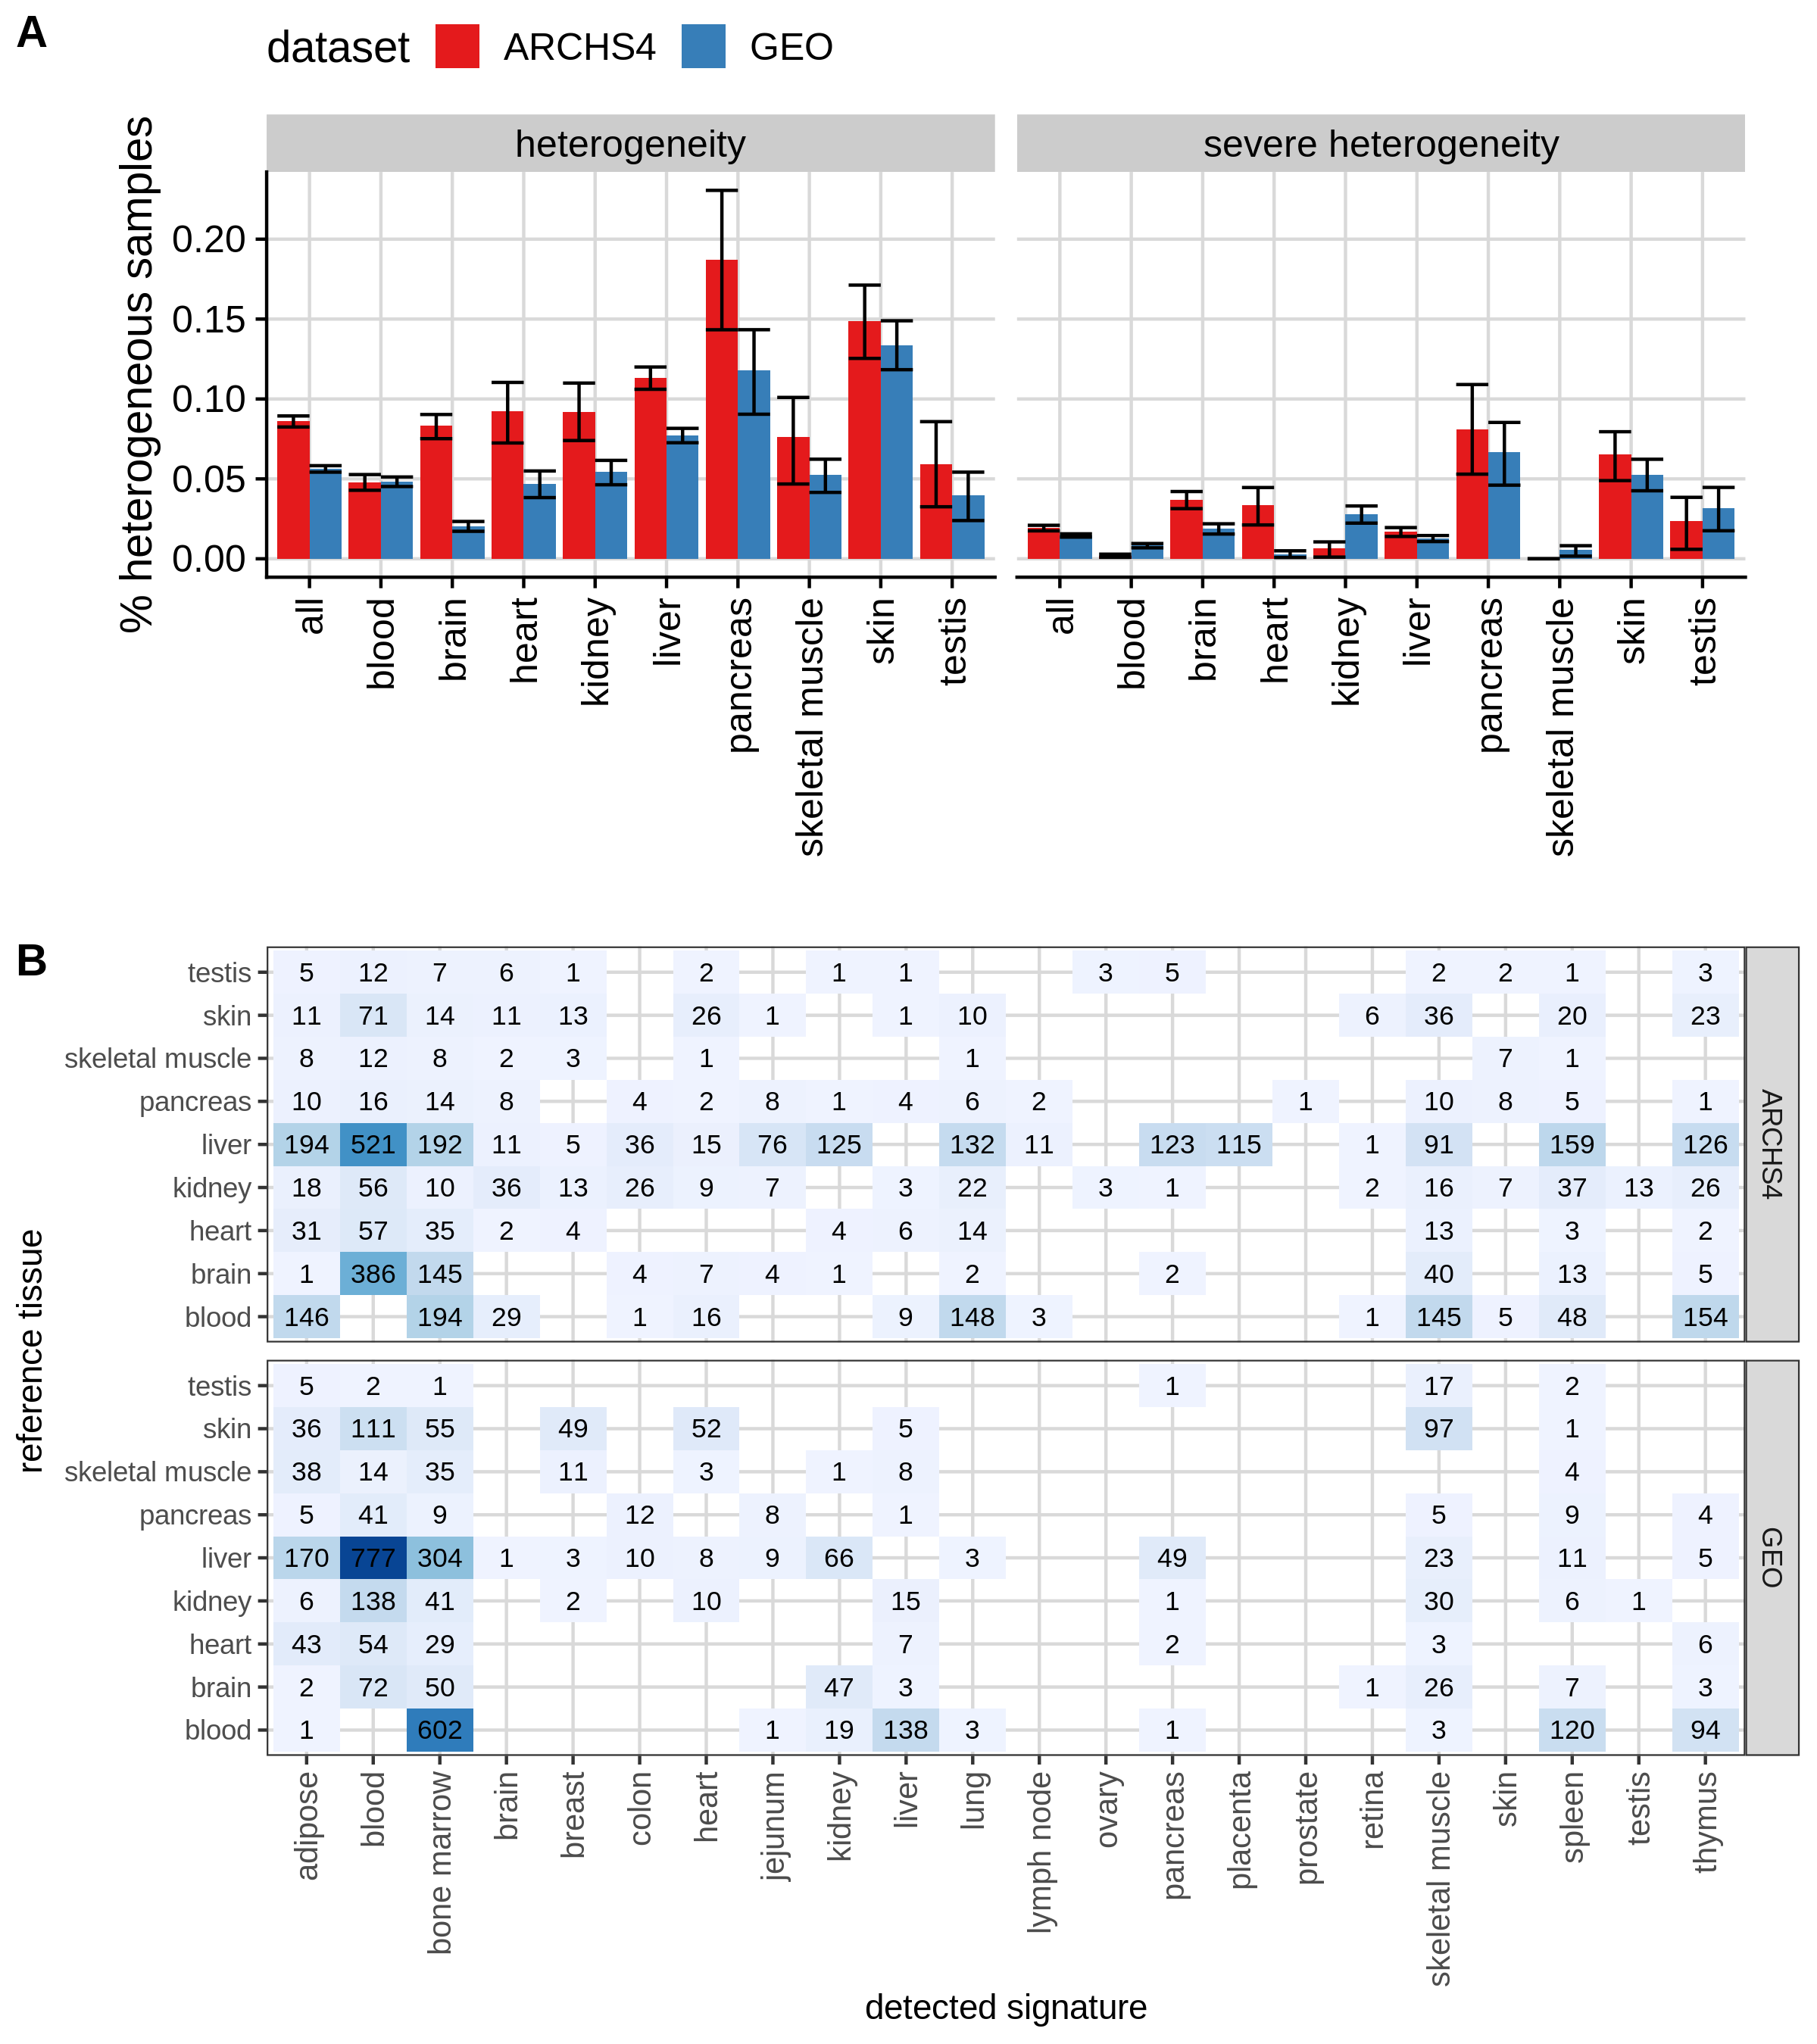 A
dataset ARCHS4 GEO
heterogeneity severe heterogeneity
% heterogeneous samples
0.20
0.15
0.10
0.05
0.00
all blood brain heart kidney liver pancreas skeletal muscle skin testis
all blood brain heart kidney liver pancreas skeletal muscle skin testis
B
reference tissue
testis 5 12 7 6 1 2 1 1 3 5 2 2 1 3
skin 11 71 14 11 13 26 1 1 10 6 36 20 23
skeletal muscle 8 12 8 2 3 1 1 7 1
pancreas 10 16 14 8 4 2 8 1 4 6 2 1 10 8 5 1
liver 194 521 192 11 5 36 15 76 125 132 11 123 115 1 91 159 126
kidney 18 56 10 36 13 26 9 7 3 22 3 1 2 16 7 37 13 26
heart 31 57 35 2 4 4 6 14 13 3 2
brain 1 386 145 4 7 4 1 2 2 40 13 5
blood 146 194 29 1 16 9 148 3 1 145 5 48 154
ARCHS4
testis 5 2 1 1 17 2
skin 36 111 55 49 52 5 97 1
skeletal muscle 38 14 35 11 3 1 8 4
pancreas 5 41 9 12 8 1 5 9 4
liver 170 777 304 1 3 10 8 9 66 3 49 23 11 5
kidney 6 138 41 2 10 15 1 30 6 1
heart 43 54 29 7 2 3 6
brain 2 72 50 47 3 1 26 7 3
blood 1 602 1 19 138 3 1 3 120 94
GEO
adipose blood bone marrow brain breast colon heart jejunum kidney liver lung lymph node ovary pancreas placenta prostate retina skeletal muscle skin spleen testis thymus
detected signature